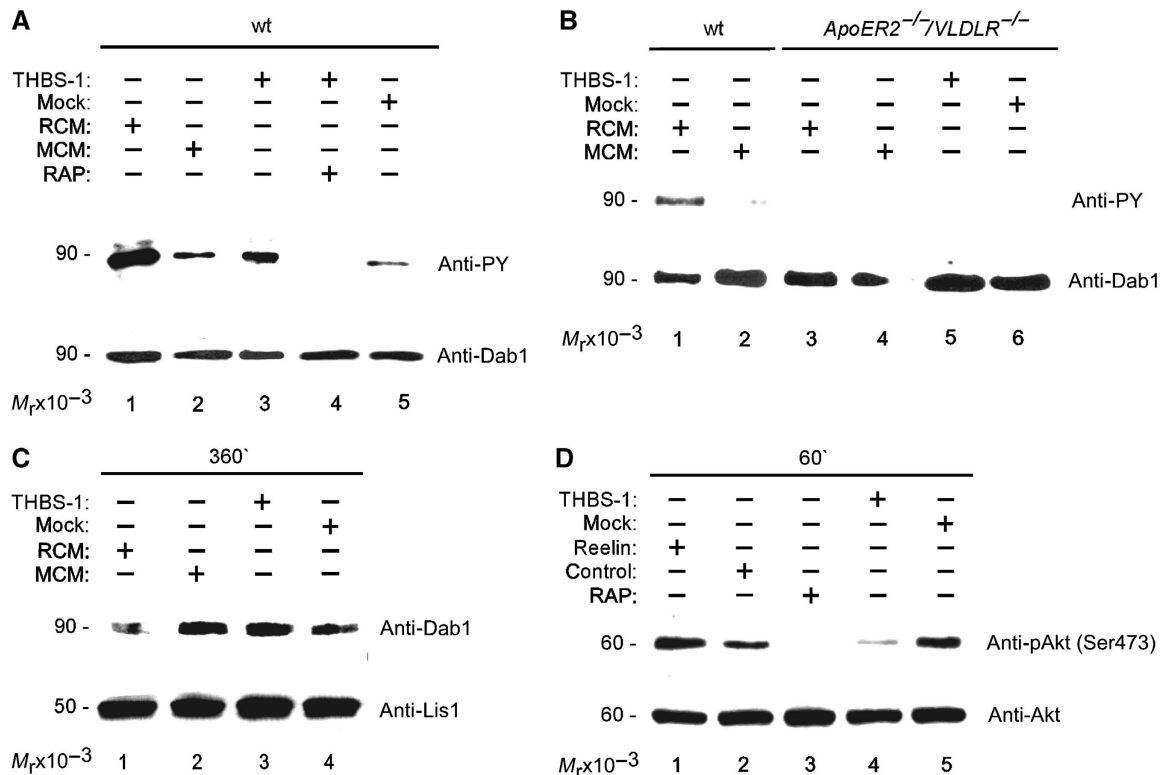 A
wt
THBS-1: – – + + –
Mock: – – – – +
RCM: + – – – –
MCM: – + – – –
RAP: – – – + –
90 - Anti-PY
90 - Anti-Dab1
Mrx10–3 1 2 3 4 5
B
wt ApoER2–/–/VLDLR–/–
THBS-1: – – – – + –
Mock: – – – – – +
RCM: + – + – – –
MCM: – + – + – –
90 - Anti-PY
90 - Anti-Dab1
Mrx10–3 1 2 3 4 5 6
C
360`
THBS-1: – – + –
Mock: – – – +
RCM: + – – –
MCM: – + – –
90 - Anti-Dab1
50 - Anti-Lis1
Mrx10–3 1 2 3 4
D
60`
THBS-1: – – – + –
Mock: – – – – +
Reelin: + – – – –
Control: – + – – –
RAP: – – + – –
60 - Anti-pAkt (Ser473)
60 - Anti-Akt
Mrx10–3 1 2 3 4 5